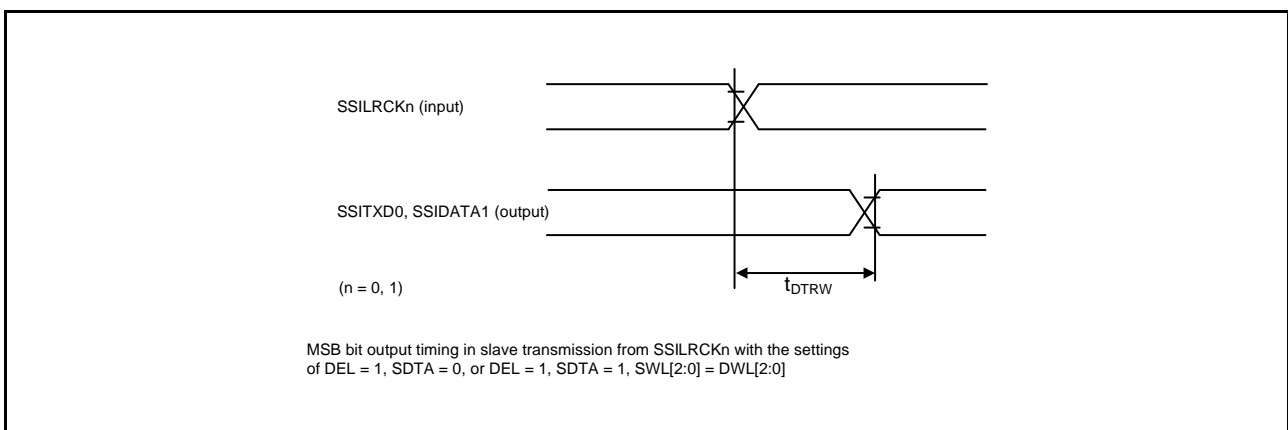 SSILRCKn (input)
SSITXD0, SSIDATA1 (output)
tDTRW
(n = 0, 1)
MSB bit output timing in slave transmission from SSILRCKn with the settings
of DEL = 1, SDTA = 0, or DEL = 1, SDTA = 1, SWL[2:0] = DWL[2:0]